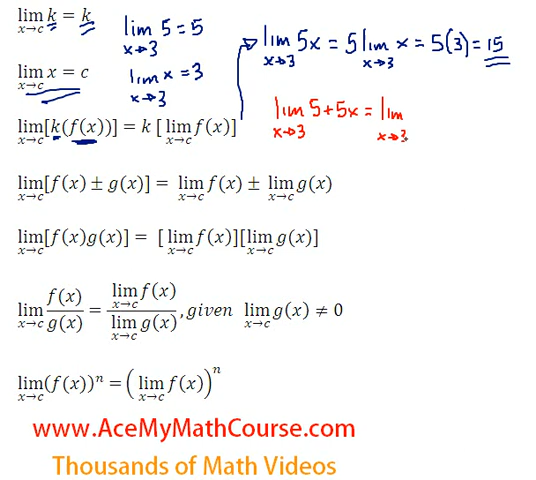 lim x→c k = k
lim x→3 5 = 5
lim x→3 5x = 5 lim x→3 x = 5(3) = 15
lim x→c x = c
lim x→3 x = 3
lim x→c [k(f(x))] = k [lim x→c f(x)]
lim x→3 5+5x = lim x→3
lim x→c [f(x) ± g(x)] = lim x→c f(x) ± lim x→c g(x)
lim x→c [f(x)g(x)] = [lim x→c f(x)][lim x→c g(x)]
lim x→c f(x)/g(x) = lim x→c f(x) / lim x→c g(x), given lim x→c g(x) ≠ 0
lim x→c (f(x))ⁿ = (lim x→c f(x))ⁿ
www.AceMyMathCourse.com
Thousands of Math Videos